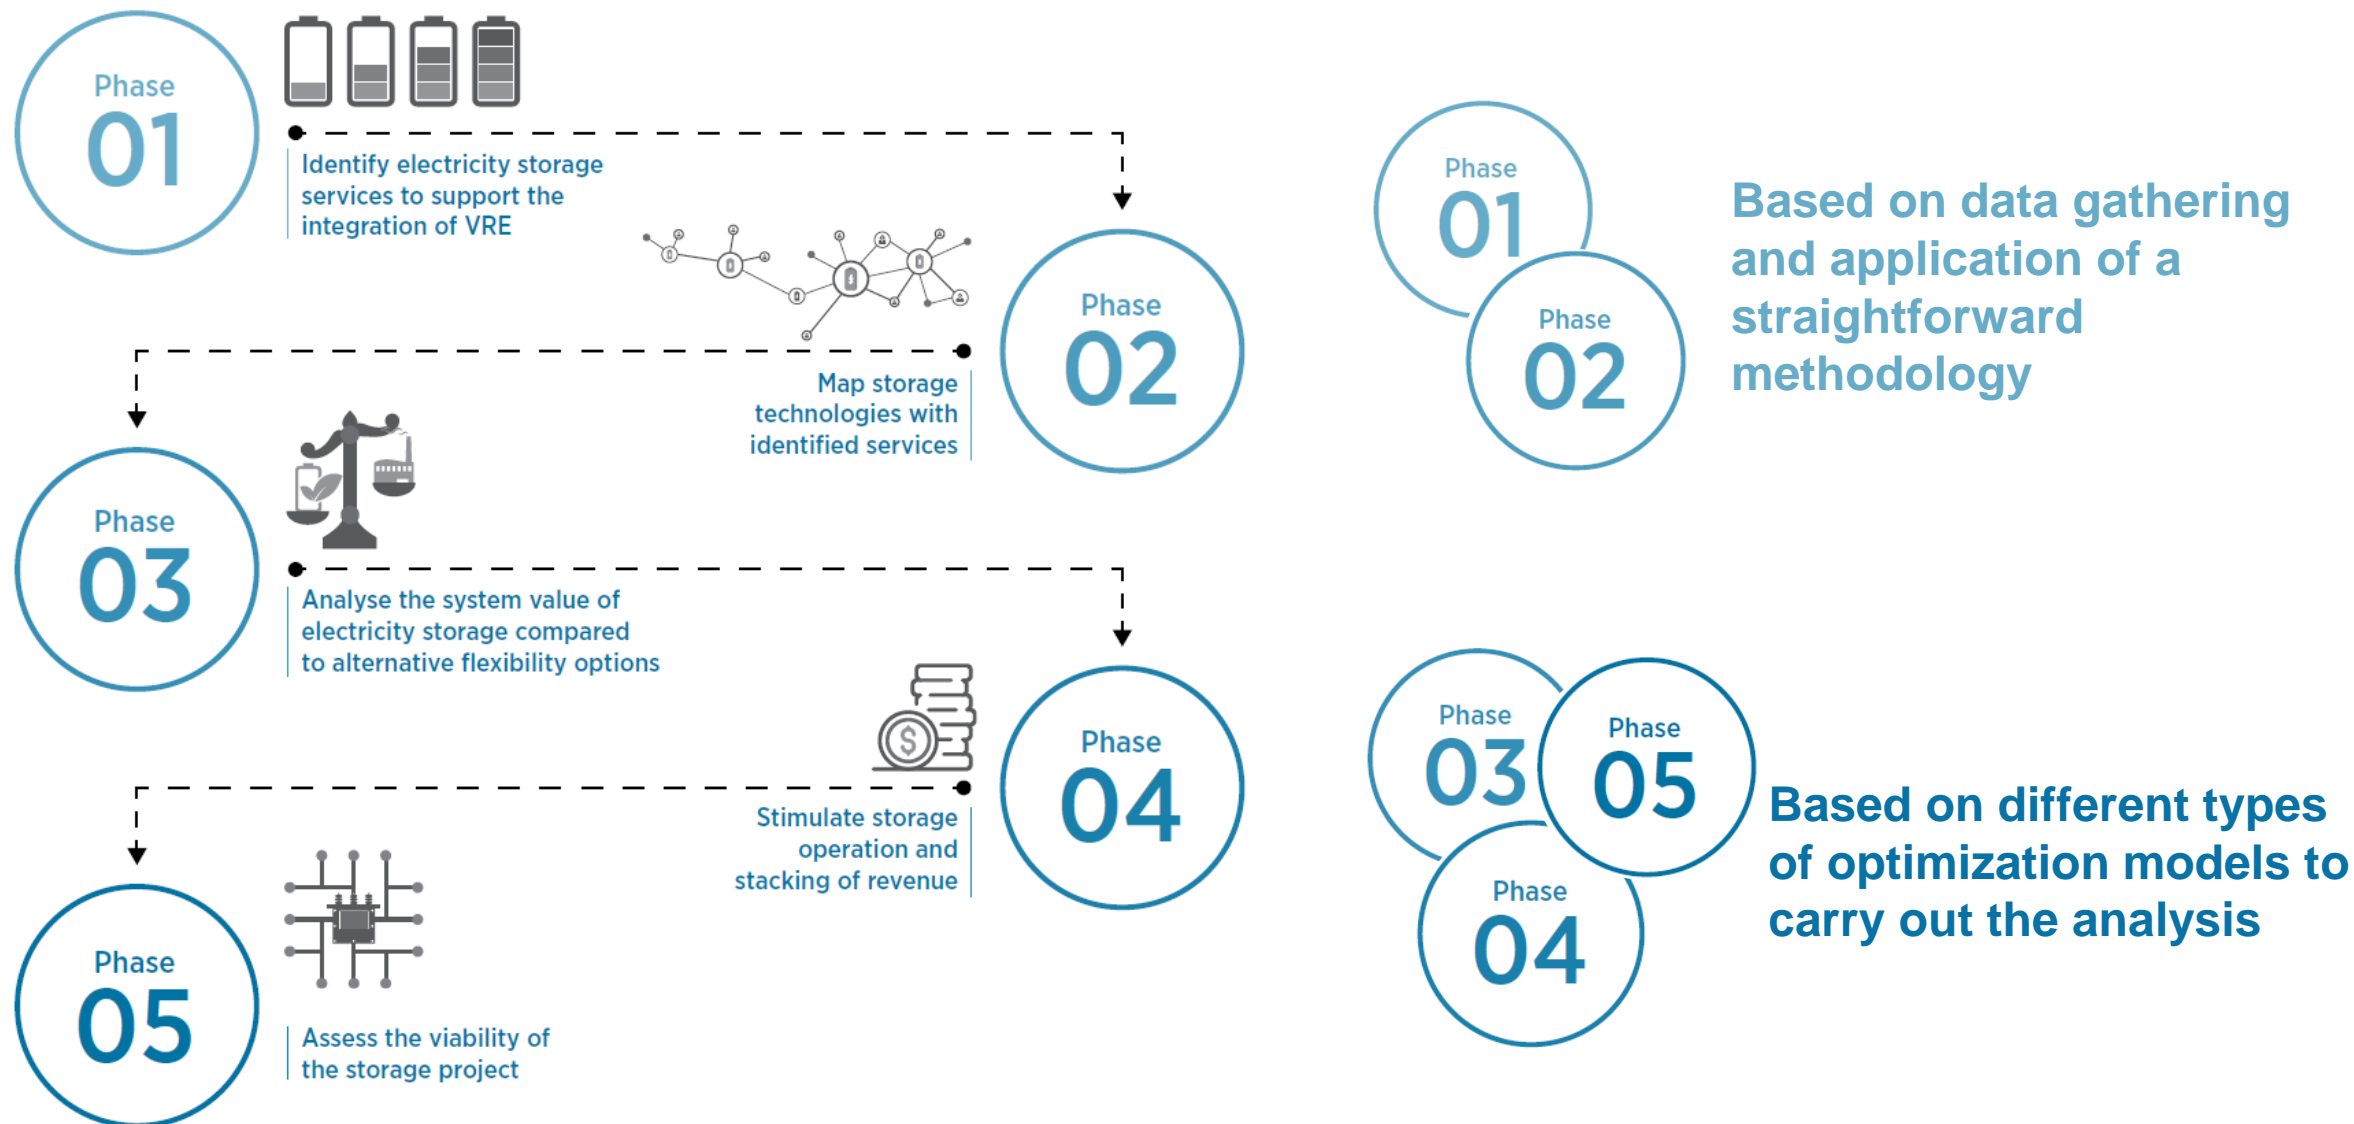 Phase
01
Identify electricity storage
services to support the
integration of VRE
Phase
02
Map storage
technologies with
identified services
Phase
03
Analyse the system value of
electricity storage compared
to alternative flexibility options
Phase
04
$
Stimulate storage
operation and
stacking of revenue
Phase
05
Assess the viability of
the storage project
Phase
01
Phase
02
Based on data gathering
and application of a
straightforward
methodology
Phase
03
Phase
05
Phase
04
Based on different types
of optimization models to
carry out the analysis